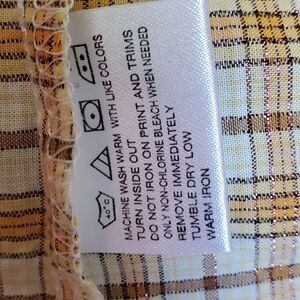 40°C
MACHINE WASH WARM WITH LIKE COLORS
TURN INSIDE OUT
DO NOT IRON ON PRINT AND TRIMS
ONLY NON-CHLORINE BLEACH WHEN NEEDED
REMOVE IMMEDIATELY
TUMBLE DRY LOW
WARM IRON